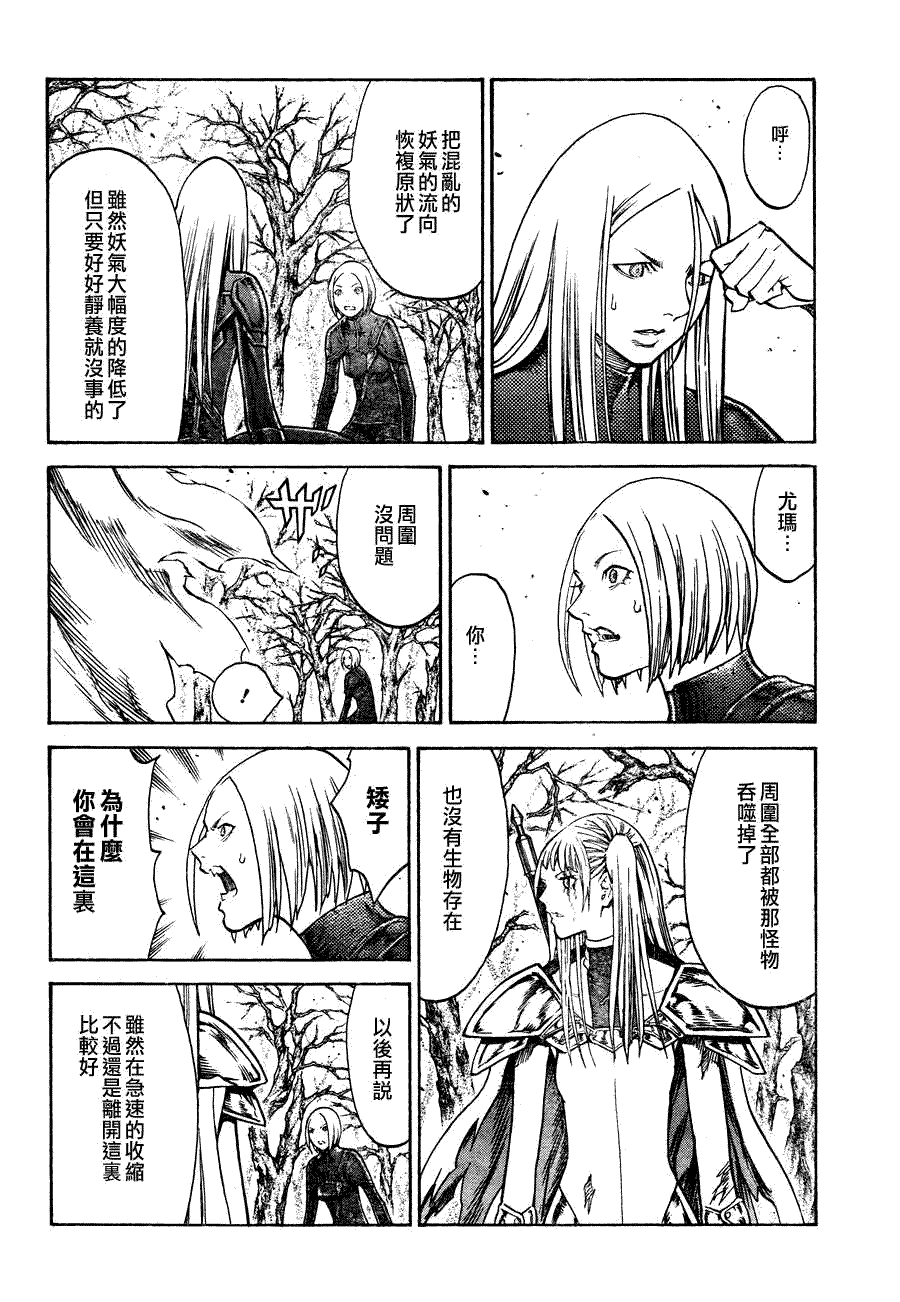 呼…
把混亂的
妖氣的流向
恢複原狀了
雖然妖氣大幅度的降低了
但只要好好靜養就沒事的
尤瑪…
你…
周圍
沒問題
ザザ
！
周圍全部都被那怪物
吞噬掉了
也沒有生物存在
矮子
為什麼
你會在這裏
以後再説
雖然在急速的收縮
不過還是離開這裏
比較好